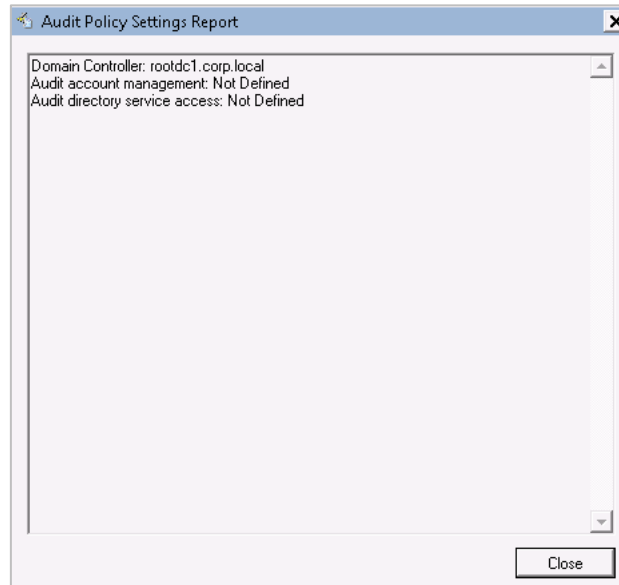 Audit Policy Settings Report
Domain Controller: rootdc1.corp.local
Audit account management: Not Defined
Audit directory service access: Not Defined
Close